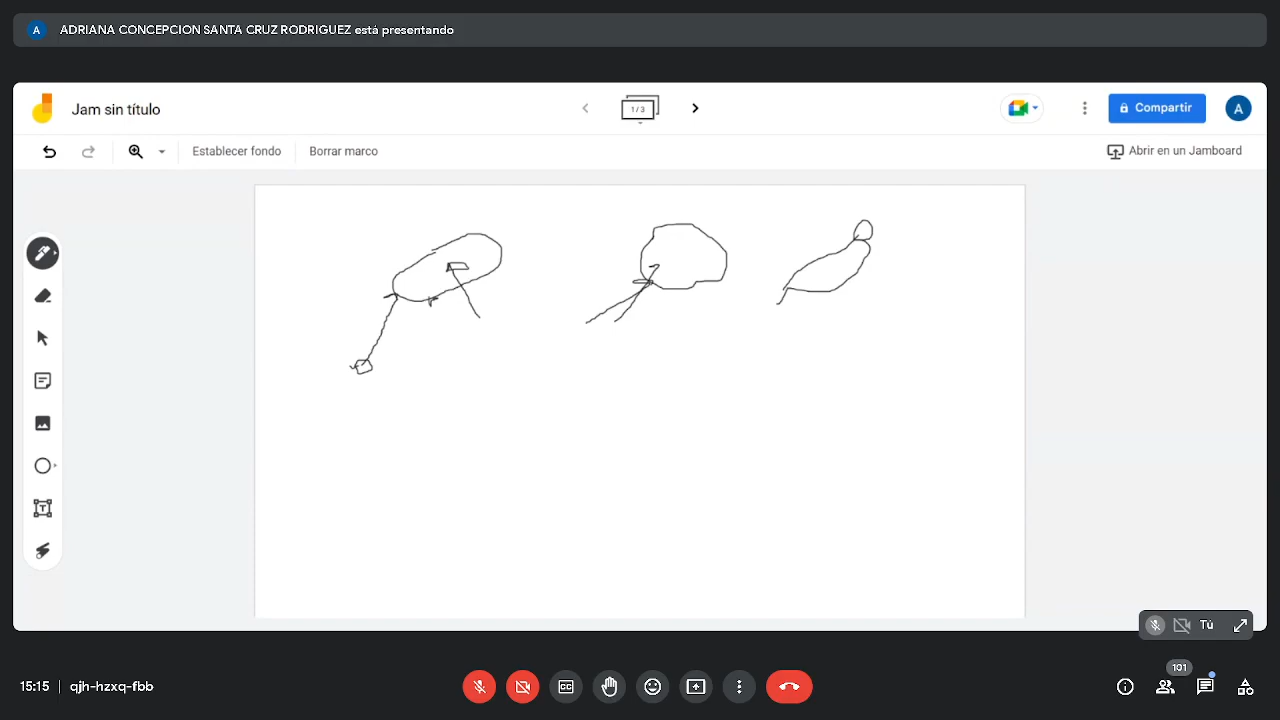 A ADRIANA CONCEPCION SANTA CRUZ RODRIGUEZ está presentando
Jam sin título
1 / 3
Compartir
A
Establecer fondo
Borrar marco
Abrir en un Jamboard
T
Tú
101
15:15 | qjh-hzxq-fbb
CC